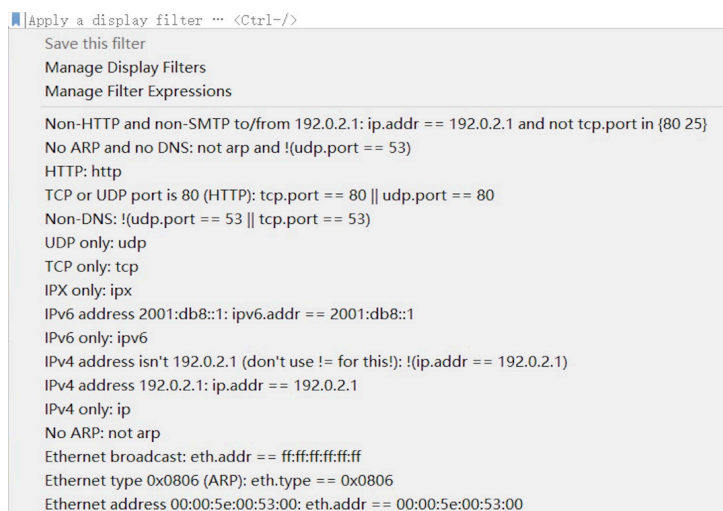 Apply a display filter … <Ctrl-/>
Save this filter
Manage Display Filters
Manage Filter Expressions
Non-HTTP and non-SMTP to/from 192.0.2.1: ip.addr == 192.0.2.1 and not tcp.port in {80 25}
No ARP and no DNS: not arp and !(udp.port == 53)
HTTP: http
TCP or UDP port is 80 (HTTP): tcp.port == 80 || udp.port == 80
Non-DNS: !(udp.port == 53 || tcp.port == 53)
UDP only: udp
TCP only: tcp
IPX only: ipx
IPv6 address 2001:db8::1: ipv6.addr == 2001:db8::1
IPv6 only: ipv6
IPv4 address isn't 192.0.2.1 (don't use != for this!): !(ip.addr == 192.0.2.1)
IPv4 address 192.0.2.1: ip.addr == 192.0.2.1
IPv4 only: ip
No ARP: not arp
Ethernet broadcast: eth.addr == ff:ff:ff:ff:ff:ff
Ethernet type 0x0806 (ARP): eth.type == 0x0806
Ethernet address 00:00:5e:00:53:00: eth.addr == 00:00:5e:00:53:00